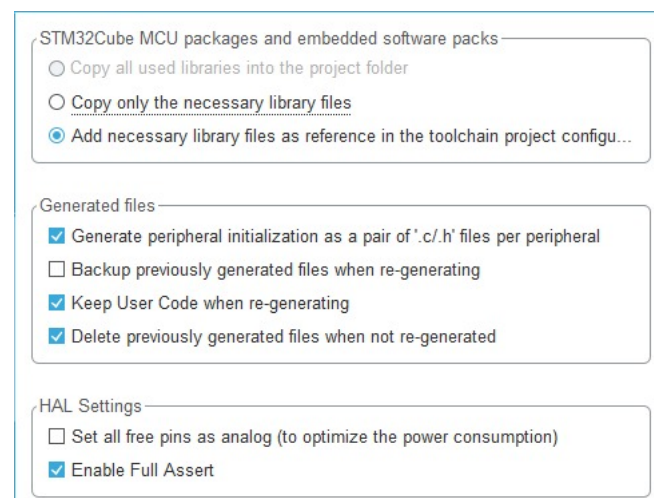 STM32Cube MCU packages and embedded software packs
Copy all used libraries into the project folder
Copy only the necessary library files
Add necessary library files as reference in the toolchain project configu...
Generated files
Generate peripheral initialization as a pair of '.c/.h' files per peripheral
Backup previously generated files when re-generating
Keep User Code when re-generating
Delete previously generated files when not re-generated
HAL Settings
Set all free pins as analog (to optimize the power consumption)
Enable Full Assert